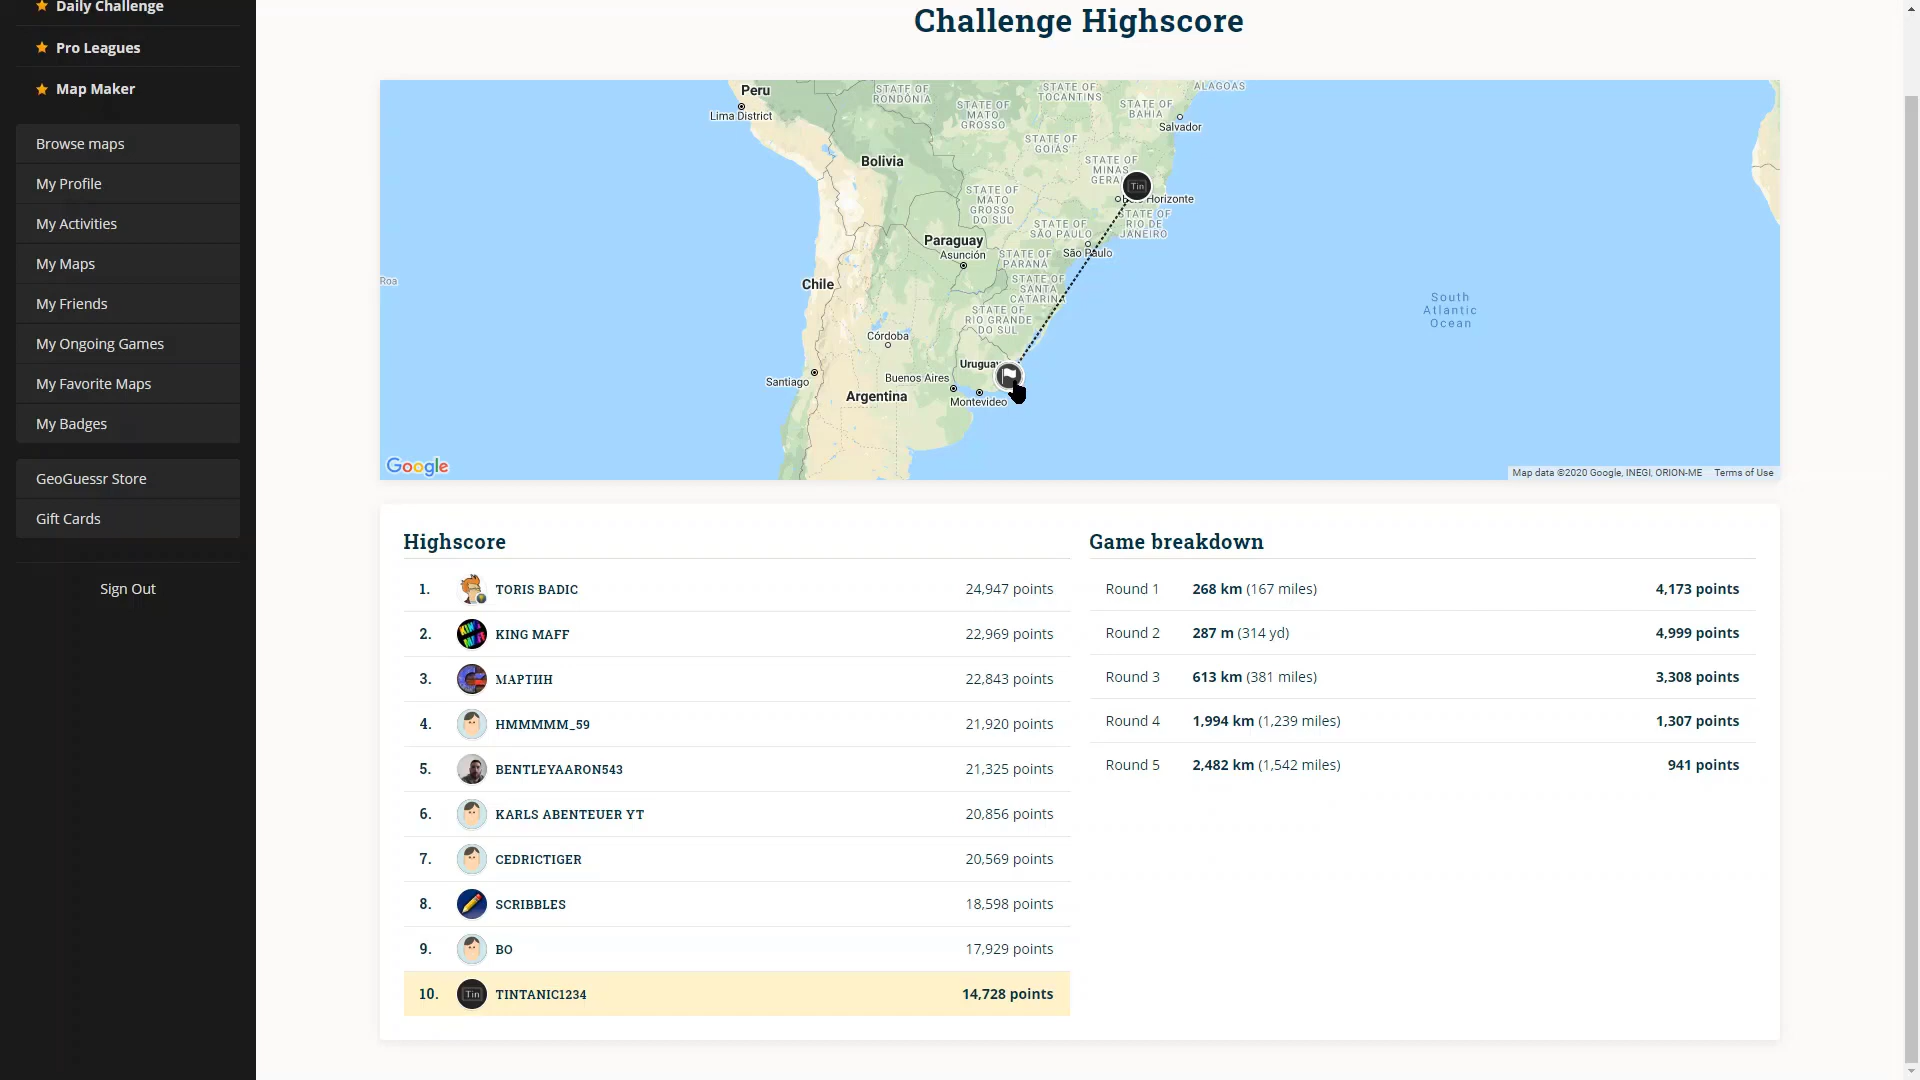 Daily Challenge
Pro Leagues
Map Maker
Browse maps
My Profile
My Activities
My Maps
My Friends
My Ongoing Games
My Favorite Maps
My Badges
GeoGuessr Store
Gift Cards
Sign Out
Challenge Highscore
Peru
Lima District
Bolivia
STATE OF
RONDÔNIA
STATE OF
MATO
GROSSO
STATE OF
TOCANTINS
ALAGOAS
STATE OF
BAHIA
Salvador
STATE OF
GOIÁS
STATE OF
MINAS
GERA
Tin
Horizonte
STATE OF
MATO
GROSSO
DO SUL
STATE OF
RIO DE
JANEIRO
STATE OF
SÃO PAULO
São Paulo
Paraguay
Asunción
STATE OF
PARANÁ
STATE OF
SANTA
CATARINA
Chile
Roa
STATE OF
RIO GRANDE
DO SUL
South
Atlantic
Ocean
Córdoba
Urugua
Santiago
Buenos Aires
Argentina
Montevideo
Google
Map data ©2020 Google, INEGI, ORION-ME
Terms of Use
Highscore
1. TORIS BADIC 24,947 points
2. KING MAFF 22,969 points
3. МАРТИН 22,843 points
4. HMMMMM_59 21,920 points
5. BENTLEYAARON543 21,325 points
6. KARLS ABENTEUER YT 20,856 points
7. CEDRICTIGER 20,569 points
8. SCRIBBLES 18,598 points
9. BO 17,929 points
10. Tin TINTANIC1234 14,728 points
Game breakdown
Round 1 268 km (167 miles) 4,173 points
Round 2 287 m (314 yd) 4,999 points
Round 3 613 km (381 miles) 3,308 points
Round 4 1,994 km (1,239 miles) 1,307 points
Round 5 2,482 km (1,542 miles) 941 points